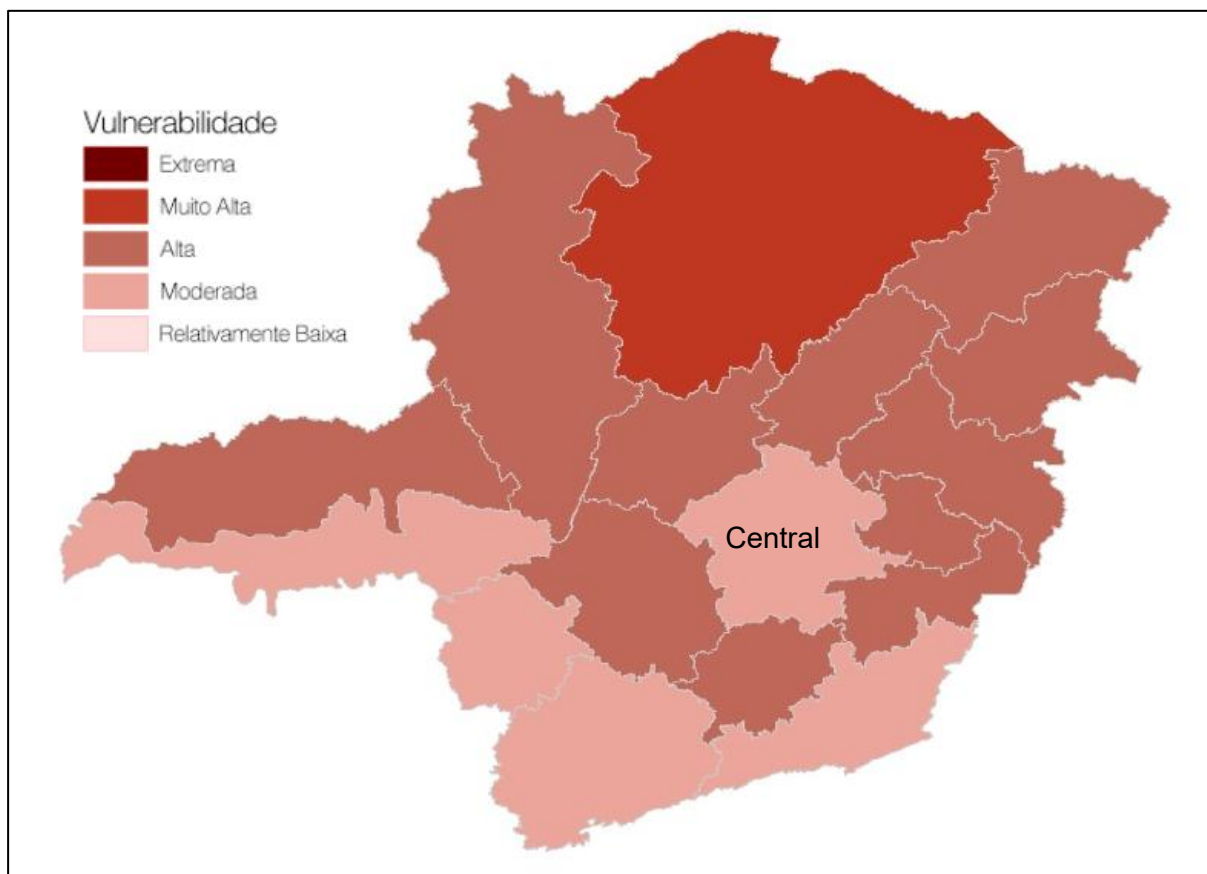 Vulnerabilidade
Extrema
Muito Alta
Alta
Moderada
Relativamente Baixa
Central